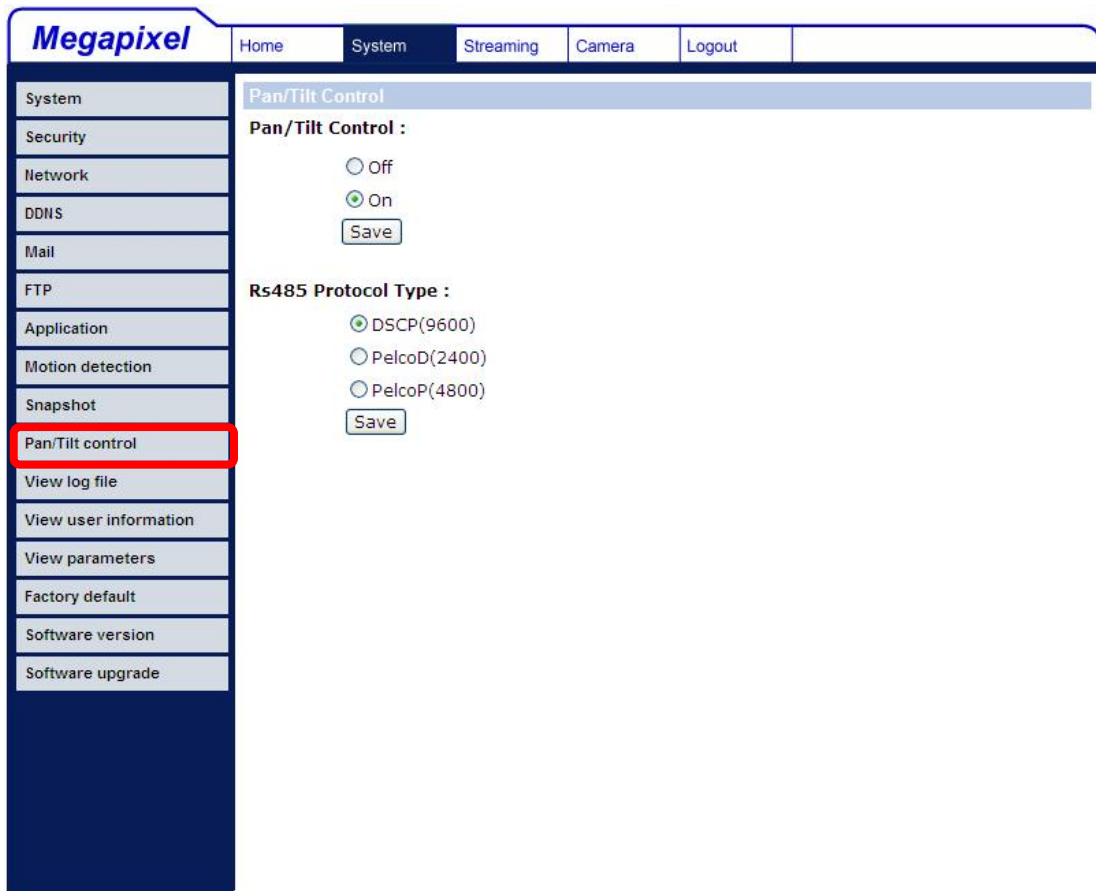 Megapixel
Home System Streaming Camera Logout
System
Security
Network
DDNS
Mail
FTP
Application
Motion detection
Snapshot
Pan/Tilt control
View log file
View user information
View parameters
Factory default
Software version
Software upgrade
Pan/Tilt Control
Pan/Tilt Control :
Off
On
Save
Rs485 Protocol Type :
DSCP(9600)
PelcoD(2400)
PelcoP(4800)
Save